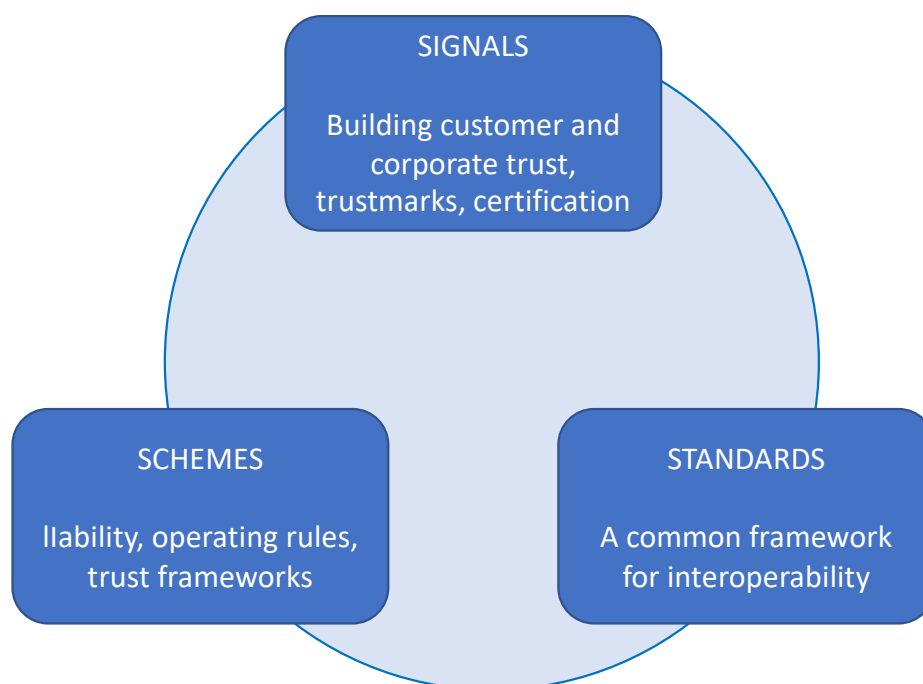 SIGNALS
Building customer and
corporate trust,
trustmarks, certification
SCHEMES
lIability, operating rules,
trust frameworks
STANDARDS
A common framework
for interoperability